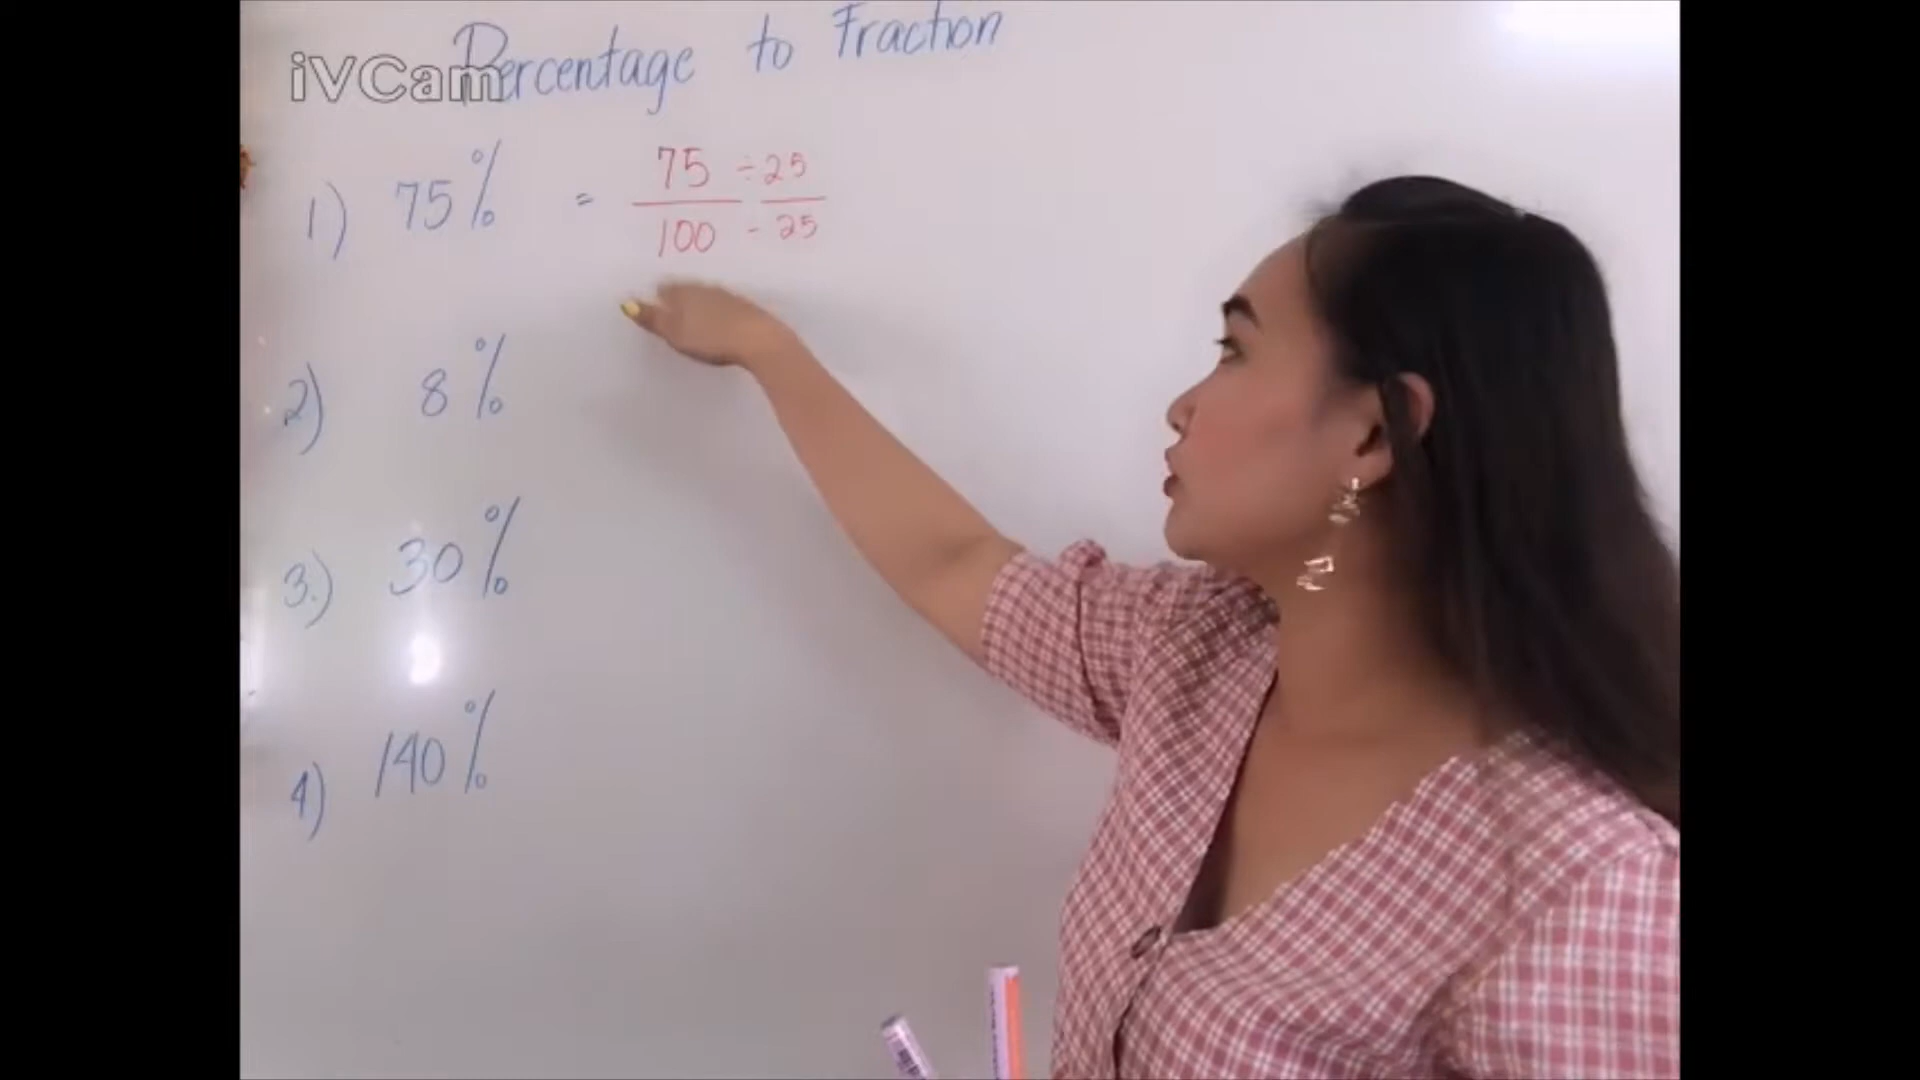 iVCam
Percentage to Fraction
1) 75% = 75 ÷ 25
100 - 25
2) 8%
3.) 30%
4) 140%